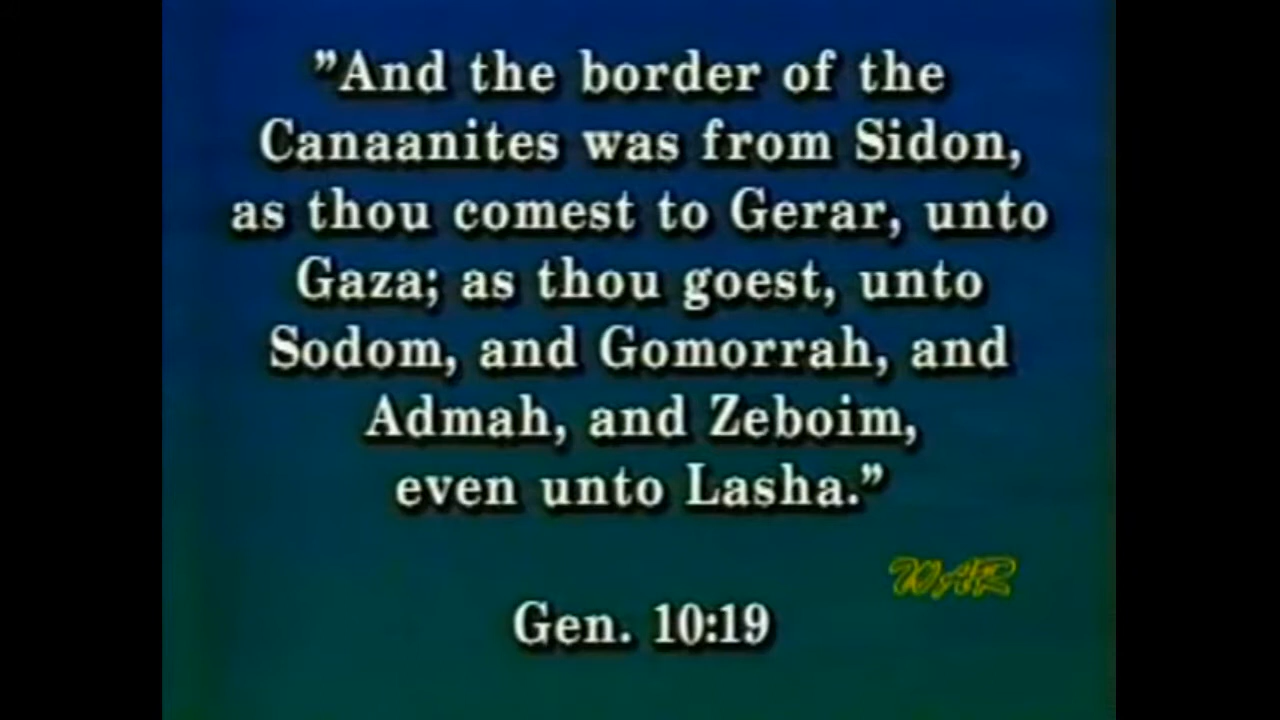 ”And the border of the
Canaanites was from Sidon,
as thou comest to Gerar, unto
Gaza; as thou goest, unto
Sodom, and Gomorrah, and
Admah, and Zeboim,
even unto Lasha.”
WAR
Gen. 10:19